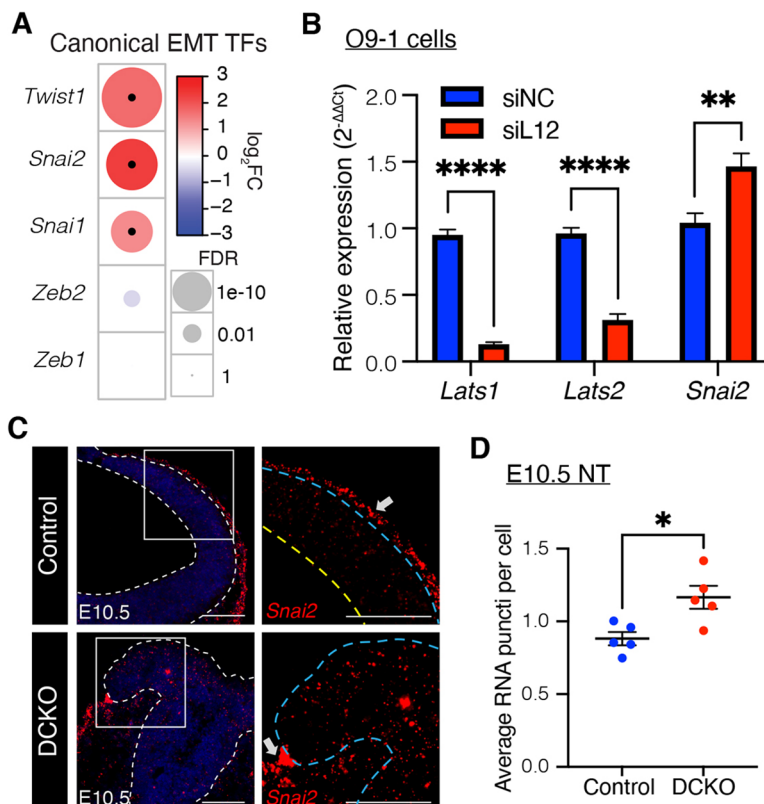 A
Canonical EMT TFs
Twist1
Snai2
Snai1
Zeb2
Zeb1
3
2
1
0
−1
−2
−3
log2FC
FDR
1e-10
0.01
1
B
O9-1 cells
Relative expression (2-ΔΔCt)
2.0
1.5
1.0
0.5
0.0
siNC
siL12
****
****
**
Lats1
Lats2
Snai2
C
Control
E10.5
Snai2
DCKO
E10.5
Snai2
D
E10.5 NT
*
Average RNA puncti per cell
1.5
1.0
0.5
0.0
Control
DCKO